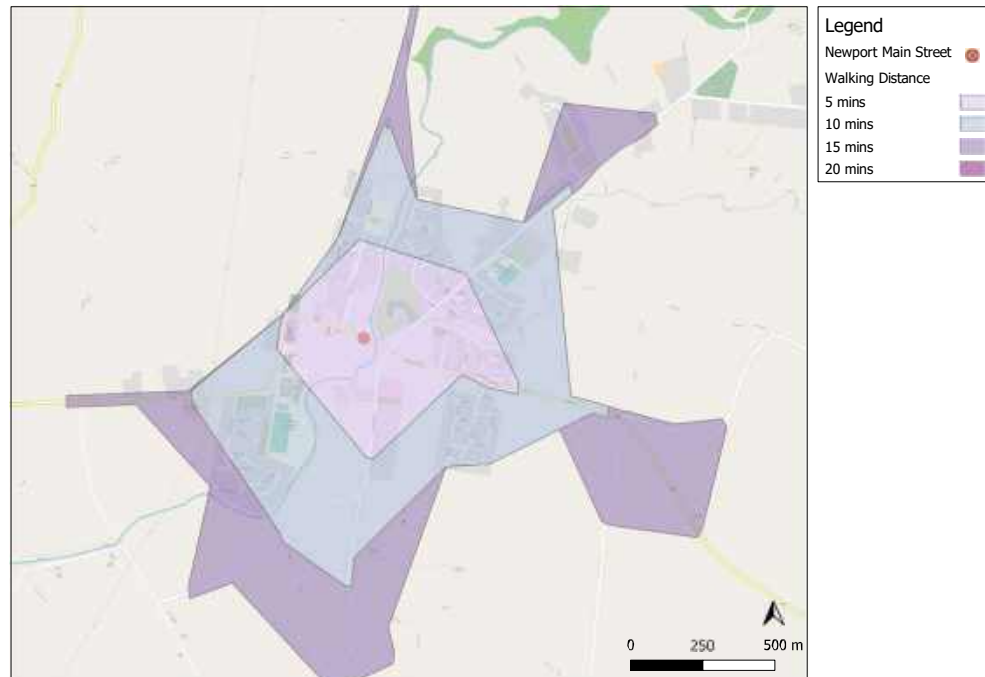 Legend
Newport Main Street
Walking Distance
5 mins
10 mins
15 mins
20 mins
0 250 500 m